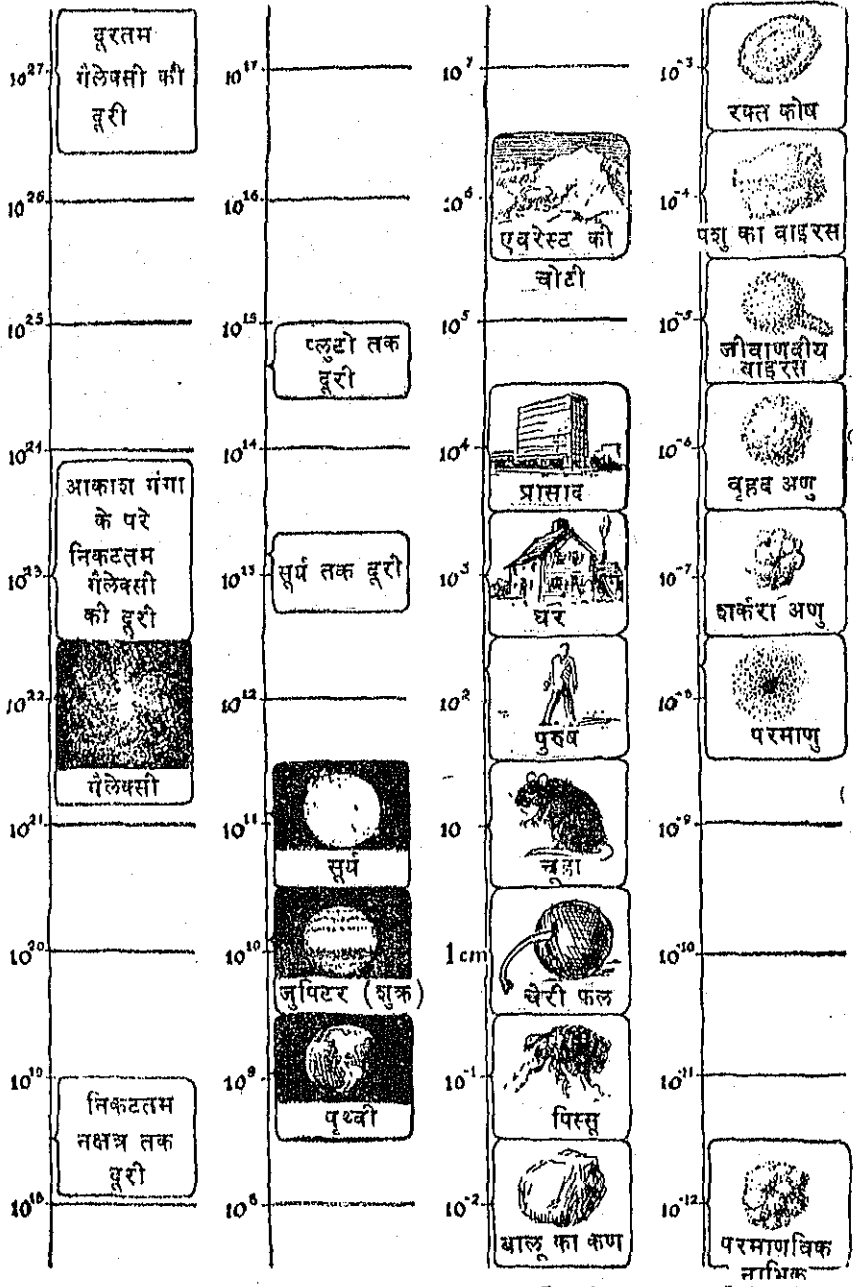 10²⁷
दूरतम
गैलेक्सी की
दूरी
10²⁶
10²⁵
10²⁴
आकाश गंगा
के परे
निकटतम
गैलेक्सी
की दूरी
10²³
10²²
गैलेक्सी
10²¹
10²⁰
10¹⁹
निकटतम
नक्षत्र तक
दूरी
10¹⁸
10¹⁷
10¹⁶
10¹⁵
प्लुटो तक
दूरी
10¹⁴
10¹³
सूर्य तक दूरी
10¹²
10¹¹
सूर्य
10¹⁰
जुपिटर (शुक्र)
10⁹
पृथ्वी
10⁸
10⁷
10⁶
एवरेस्ट की
चोटी
10⁵
10⁴
प्रासाद
10³
घर
10²
पुरुष
10
चूहा
1 cm
चेरी फल
10⁻¹
पिस्सू
10⁻²
बालू का कण
10⁻³
रक्त कोष
10⁻⁴
पशु का वाइरस
10⁻⁵
जीवाणवीय
वाइरस
10⁻⁶
वृहद अणु
10⁻⁷
शर्करा अणु
10⁻⁸
परमाणु
10⁻⁹
10⁻¹⁰
10⁻¹¹
10⁻¹²
परमाणविक
नाभिक